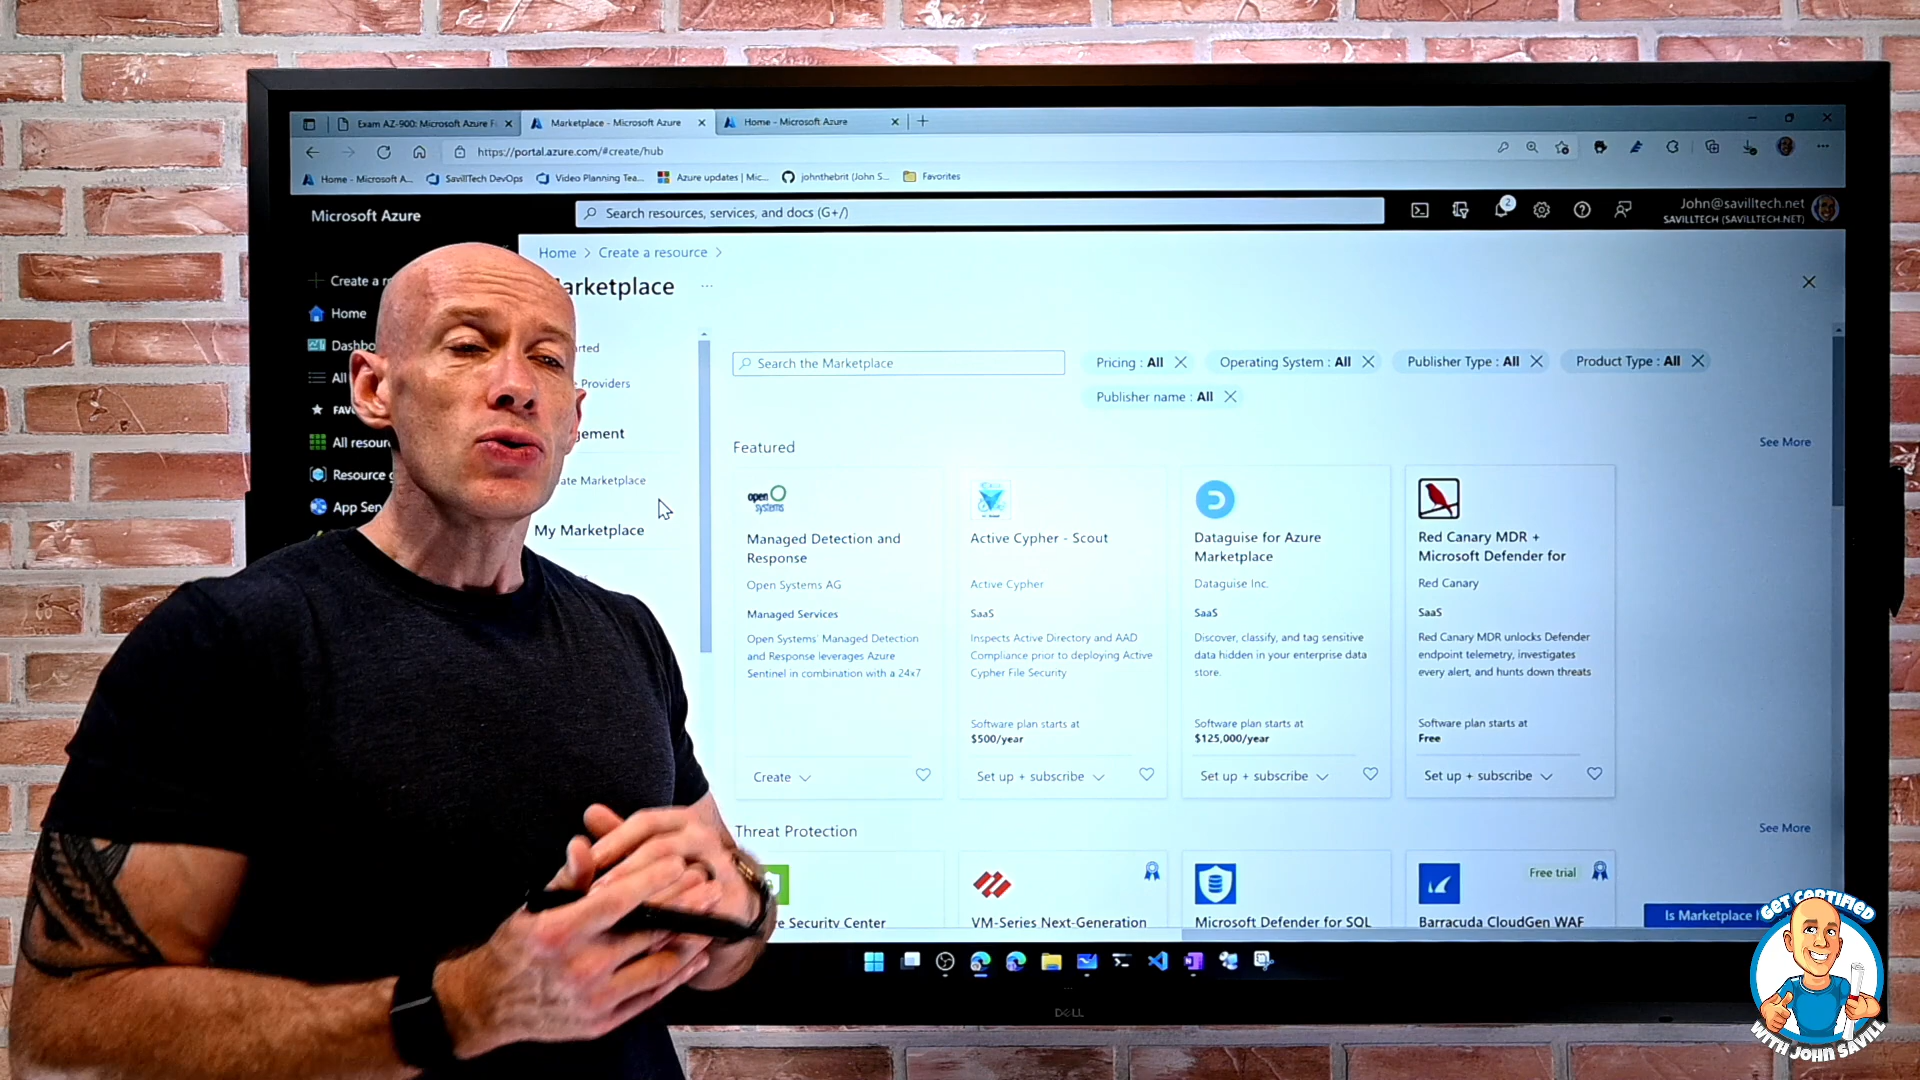 Exam AZ-900: Microsoft Azure F
Marketplace - Microsoft Azure
Home - Microsoft Azure
https://portal.azure.com/#create/hub
Home - Microsoft A...
SavillTech DevOps
Video Planning Tea...
Azure updates | Mic...
johnthebrit (John S...
Favorites
Microsoft Azure
Search resources, services, and docs (G+/)
2
John@savilltech.net
SAVILLTECH (SAVILLTECH.NET)
Home > Create a resource >
arketplace
...
Create a r
Home
Dashbo
All
FAV
All resour
Resource g
App Ser
rted
Providers
gement
ate Marketplace
My Marketplace
Search the Marketplace
Pricing : All
Operating System : All
Publisher Type : All
Product Type : All
Publisher name : All
Featured
See More
open systems
Managed Detection and
Response
Open Systems AG
Managed Services
Open Systems' Managed Detection
and Response leverages Azure
Sentinel in combination with a 24x7
Create
Active Cypher - Scout
Active Cypher
SaaS
Inspects Active Directory and AAD
Compliance prior to deploying Active
Cypher File Security
Software plan starts at
$500/year
Set up + subscribe
Dataguise for Azure
Marketplace
Dataguise Inc.
SaaS
Discover, classify, and tag sensitive
data hidden in your enterprise data
store.
Software plan starts at
$125,000/year
Set up + subscribe
Red Canary MDR +
Microsoft Defender for
Red Canary
SaaS
Red Canary MDR unlocks Defender
endpoint telemetry, investigates
every alert, and hunts down threats
Software plan starts at
Free
Set up + subscribe
Threat Protection
See More
re Security Center
VM-Series Next-Generation
Microsoft Defender for SQL
Free trial
Barracuda CloudGen WAF
Is Marketplace
DELL
GET CERTIFIED
WITH JOHN SAVILL